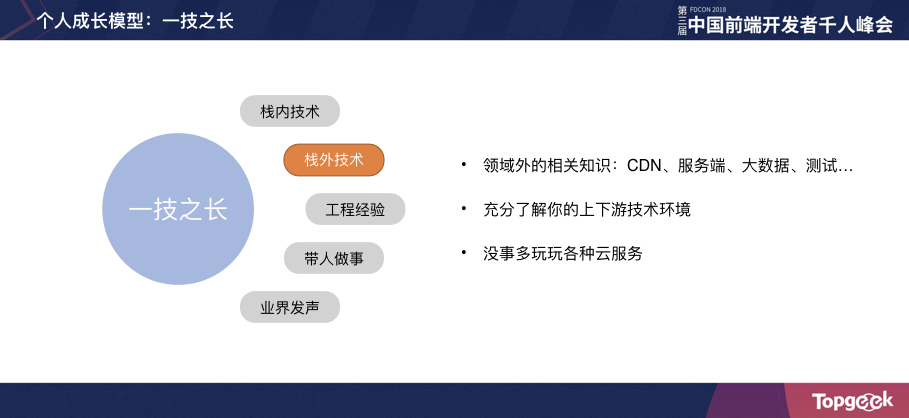 个人成长模型：一技之长
第三届
FDCON 2018
中国前端开发者千人峰会
一技之长
栈内技术
栈外技术
工程经验
带人做事
业界发声
• 领域外的相关知识：CDN、服务端、大数据、测试…
• 充分了解你的上下游技术环境
• 没事多玩玩各种云服务
Topgeek